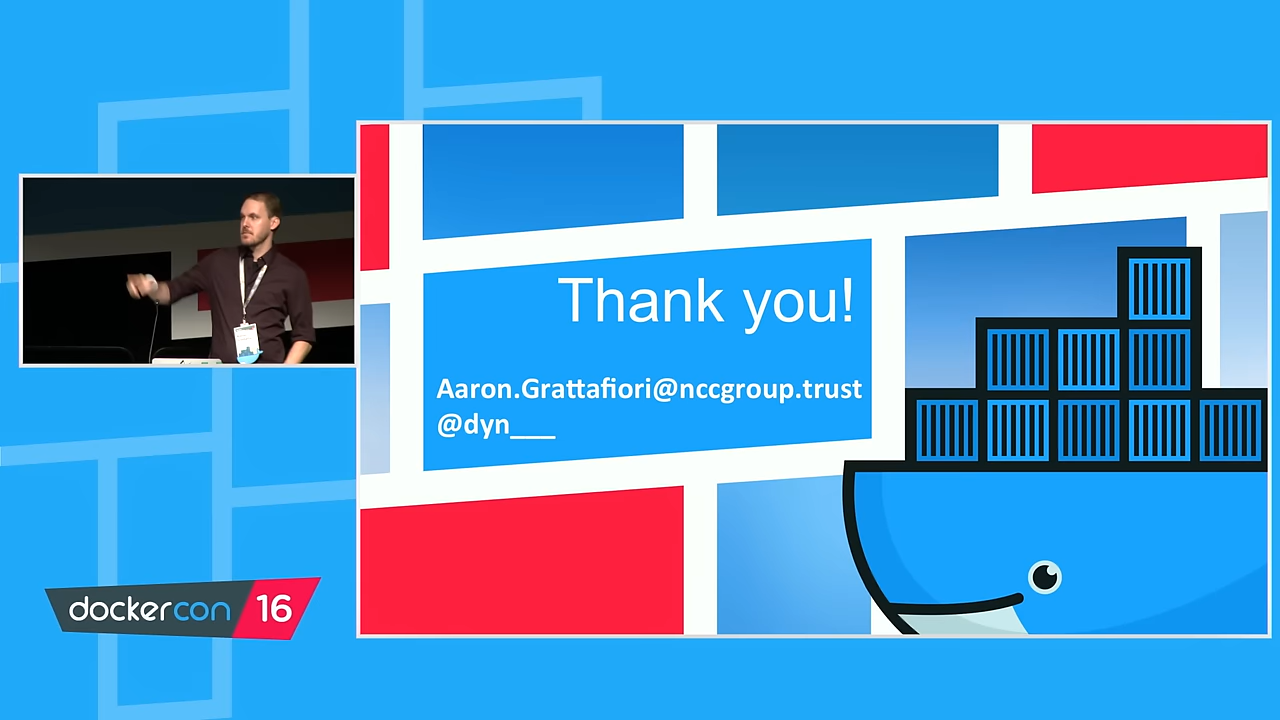 Thank you!
Aaron.Grattafiori@nccgroup.trust
@dyn___
dockercon 16